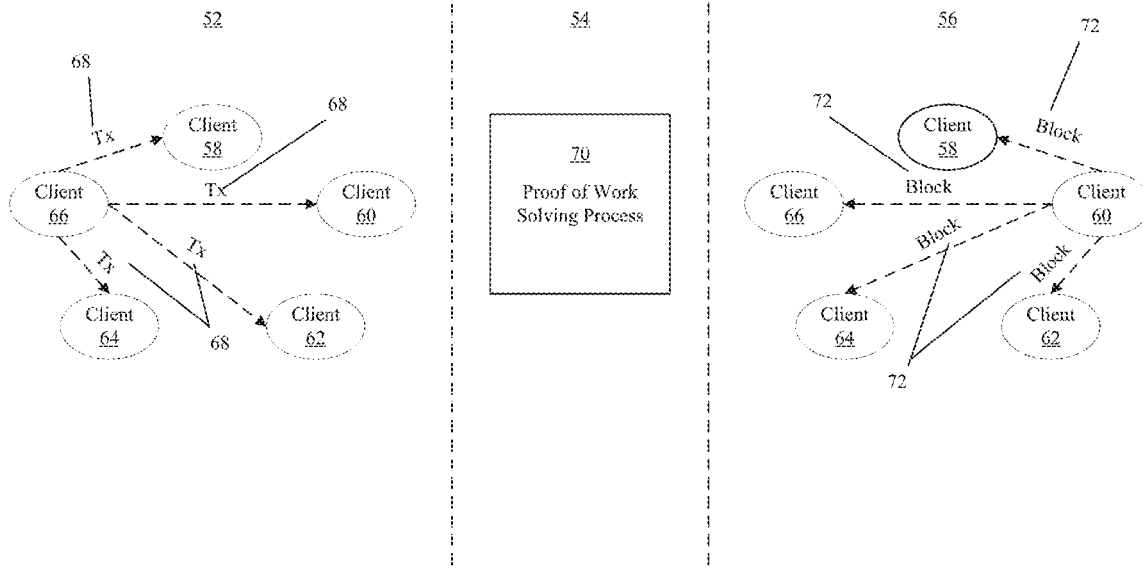 52
54
56
68
68
Tx
Client
58
Client
66
Tx
Client
60
Tx
Tx
Client
64
68
Client
62
70
Proof of Work
Solving Process
72
72
Client
58
Block
Client
66
Block
Client
60
Block
Block
Client
64
Client
62
72